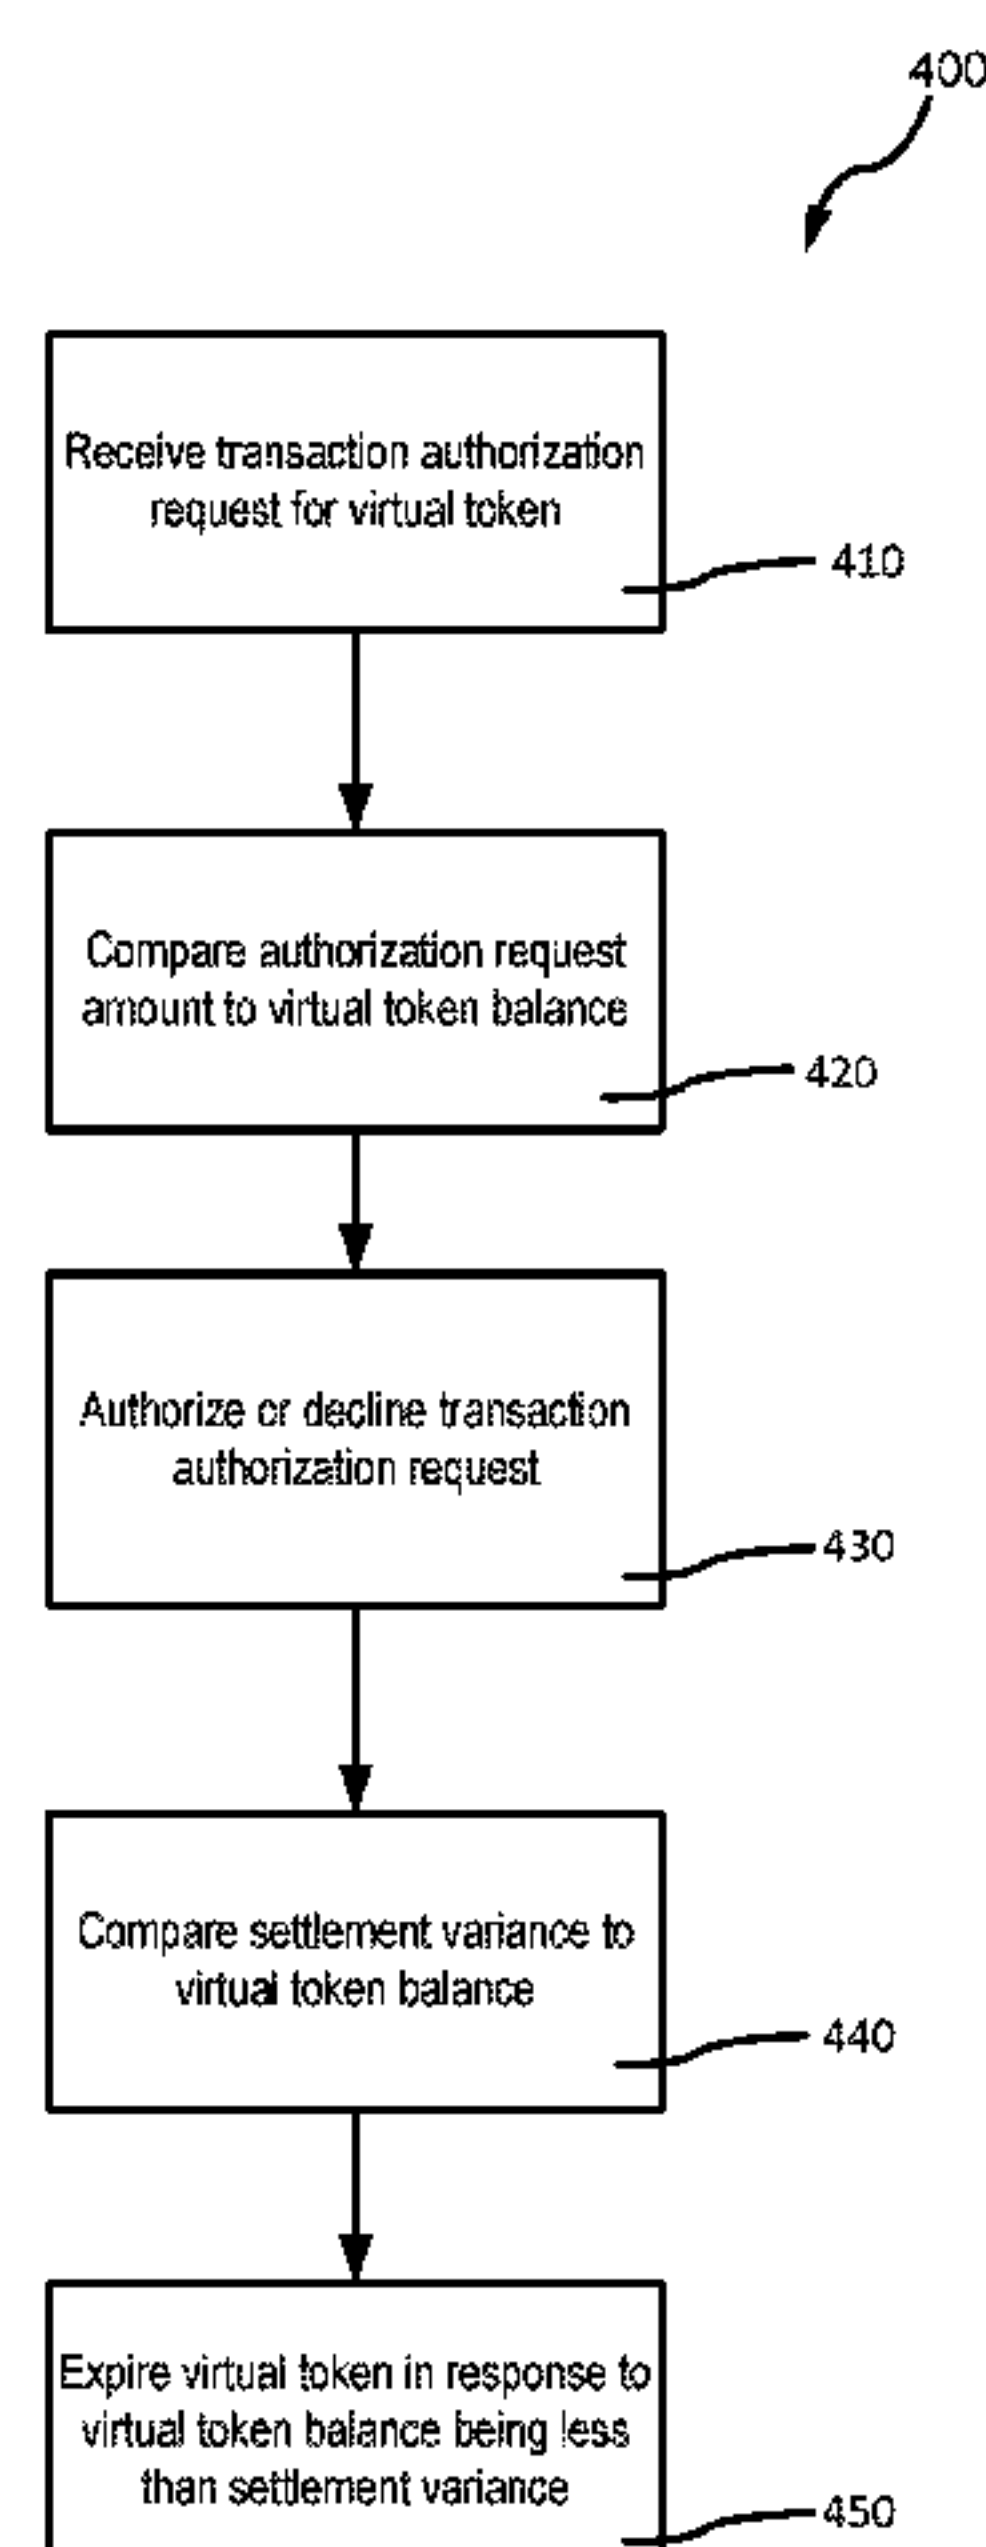 400
Receive transaction authorization
request for virtual token
410
Compare authorization request
amount to virtual token balance
420
Authorize or decline transaction
authorization request
430
Compare settlement variance to
virtual token balance
440
Expire virtual token in response to
virtual token balance being less
than settlement variance
450